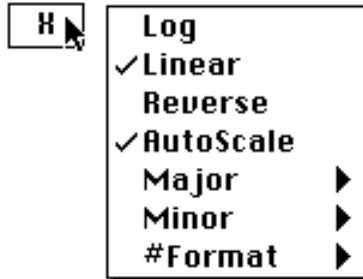 X
Log
✓Linear
Reverse
✓AutoScale
Major ▶
Minor ▶
#Format ▶